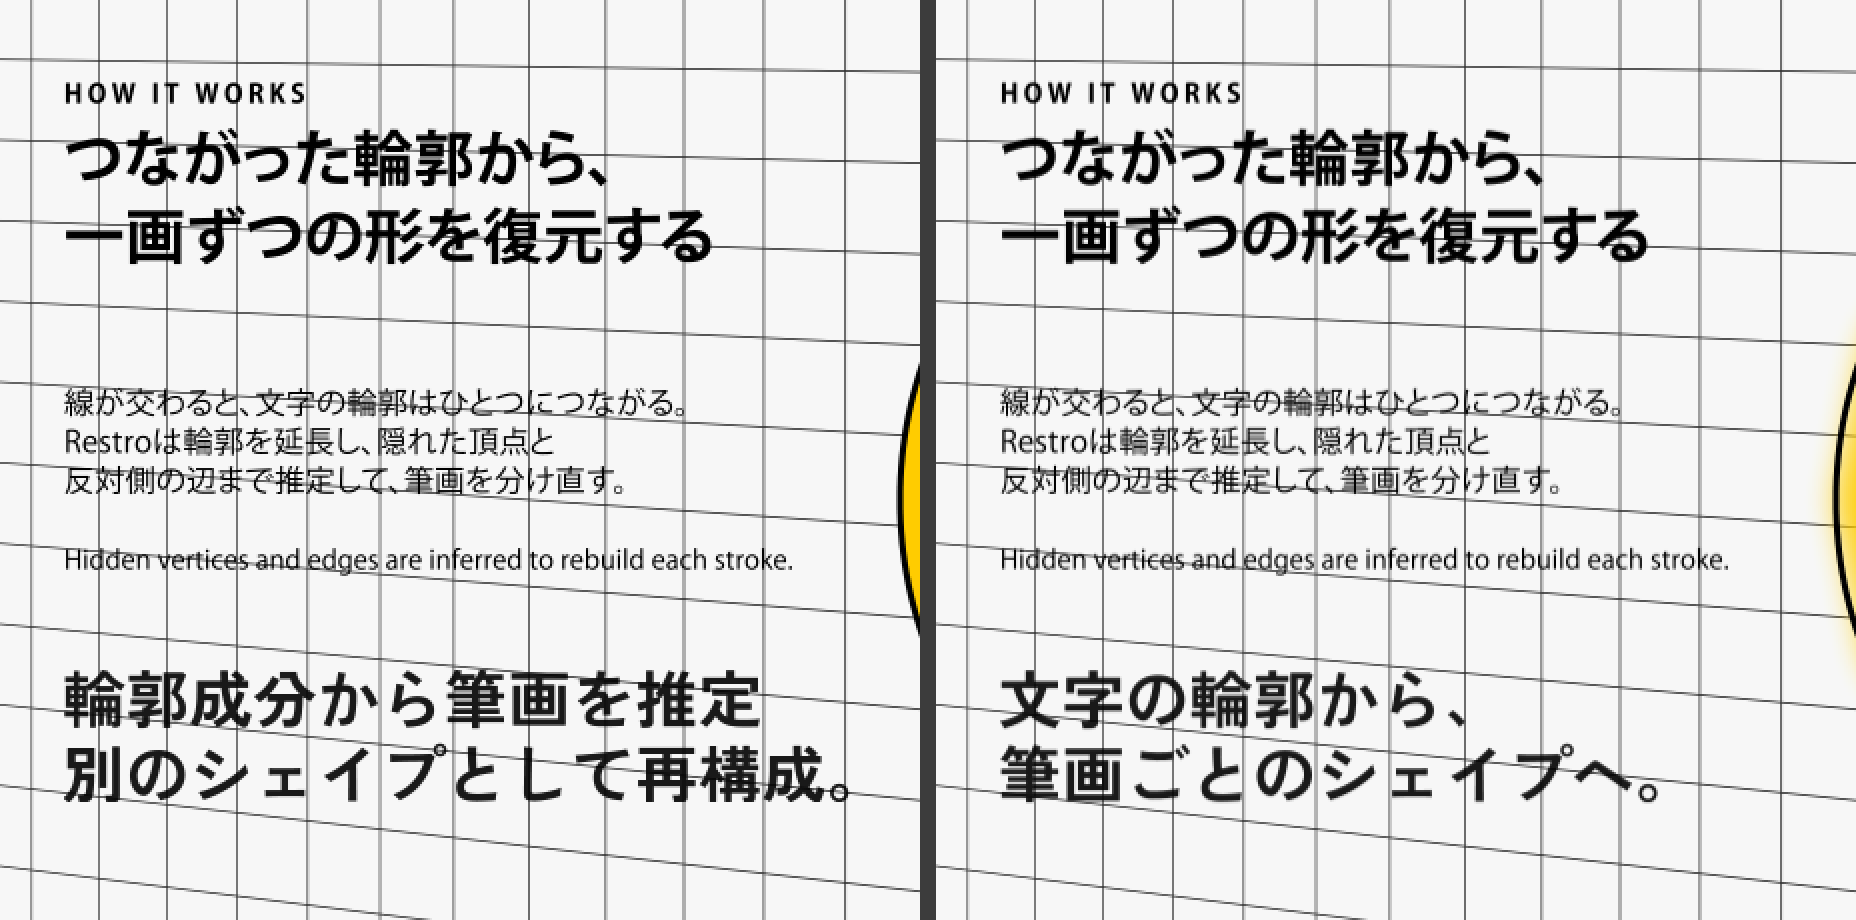 HOW IT WORKS
つながった輪郭から、
一画ずつの形を復元する
線が交わると、文字の輪郭はひとつにつながる。
Restroは輪郭を延長し、隠れた頂点と
反対側の辺まで推定して、筆画を分け直す。
Hidden vertices and edges are inferred to rebuild each stroke.
輪郭成分から筆画を推定
別のシェイプとして再構成。
HOW IT WORKS
つながった輪郭から、
一画ずつの形を復元する
線が交わると、文字の輪郭はひとつにつながる。
Restroは輪郭を延長し、隠れた頂点と
反対側の辺まで推定して、筆画を分け直す。
Hidden vertices and edges are inferred to rebuild each stroke.
文字の輪郭から、
筆画ごとのシェイプへ。